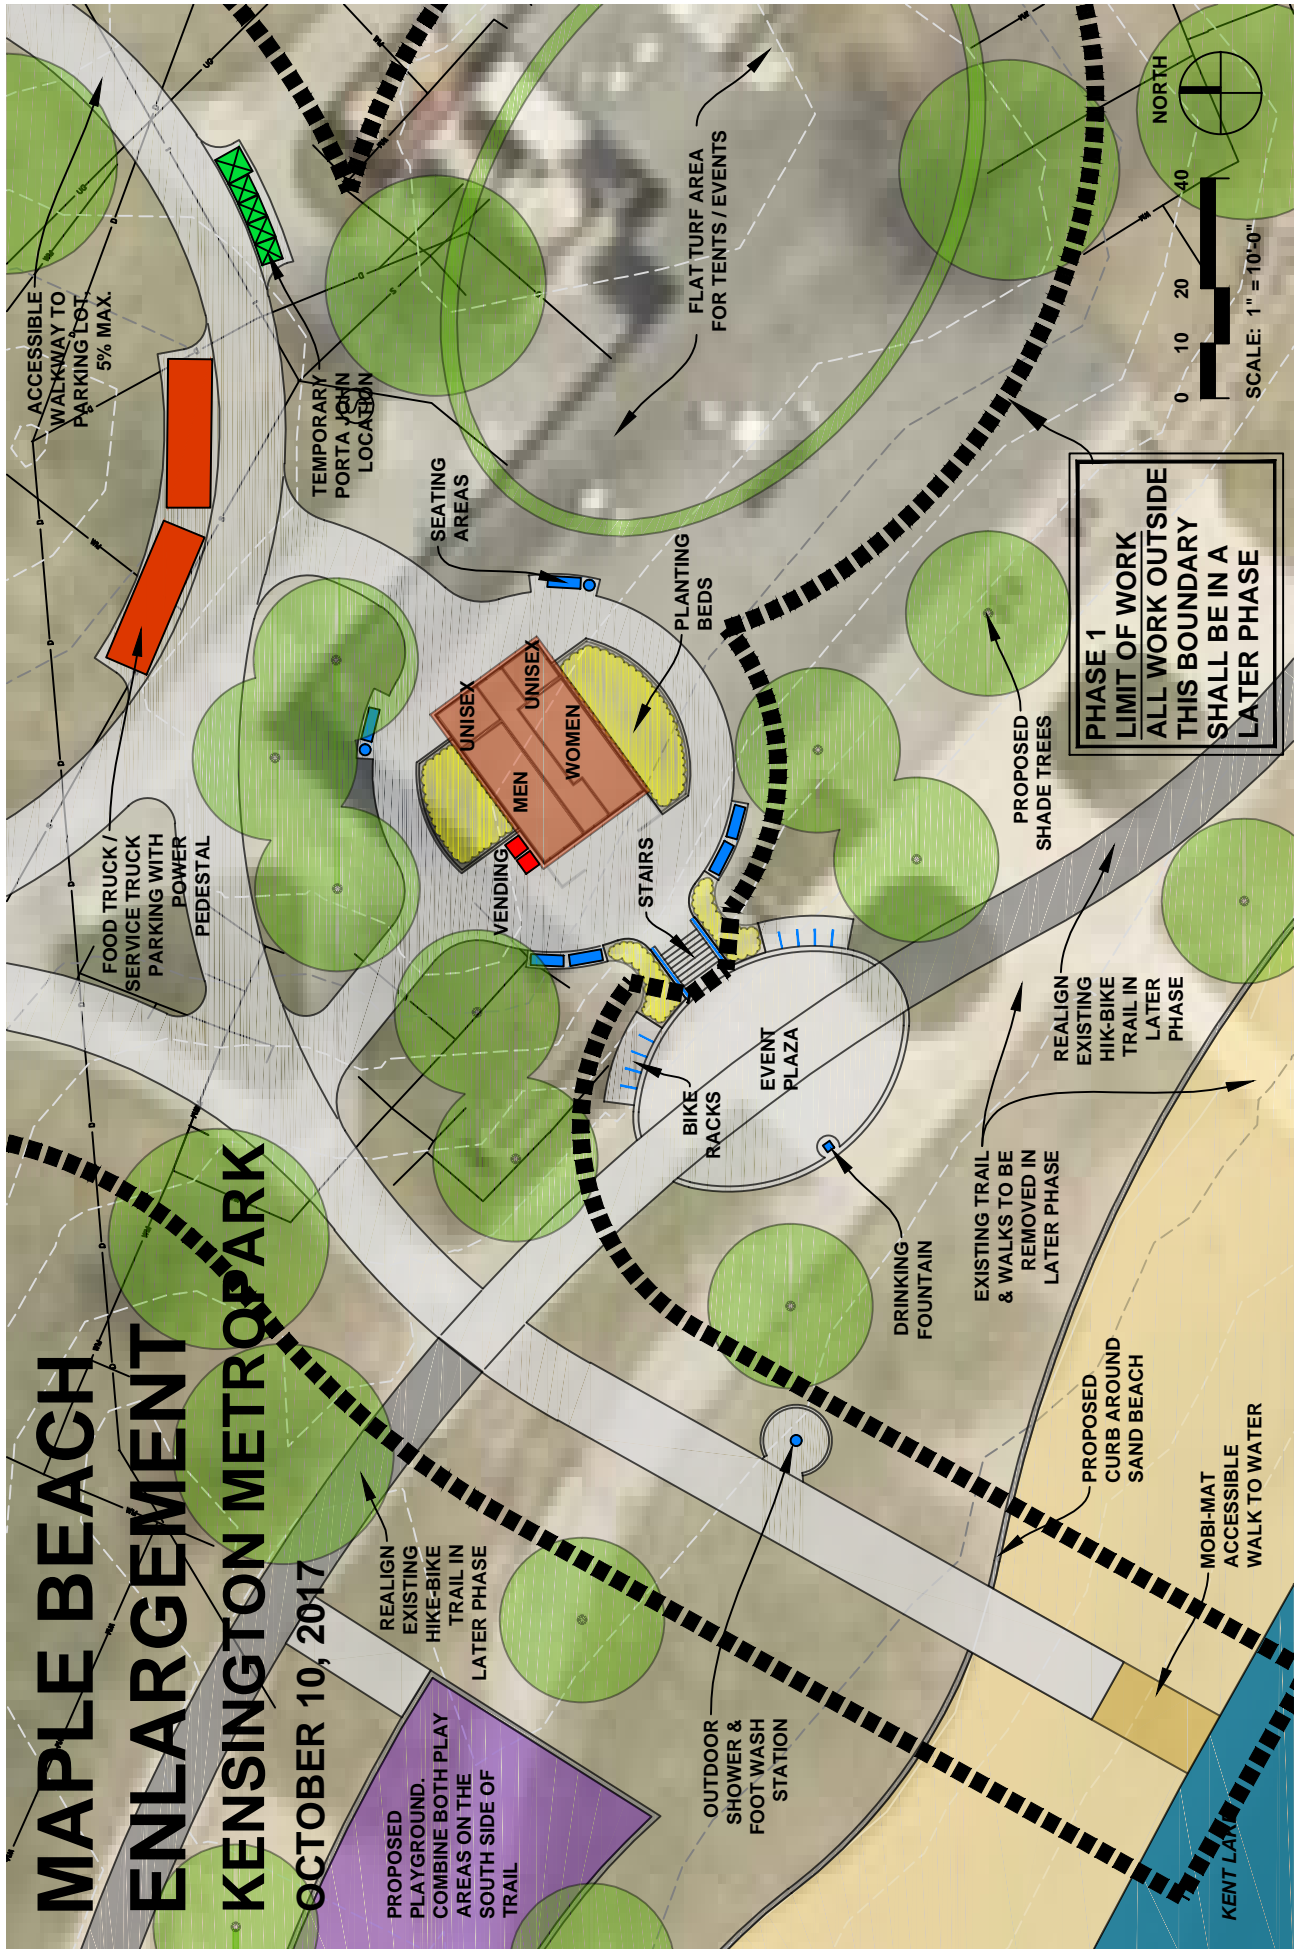 MAPLE BEACH
ENLARGEMENT
KENSINGTON METROPARK
OCTOBER 10, 2017
ACCESSIBLE
WALKWAY TO
PARKING LOT,
5% MAX.
FOOD TRUCK /
SERVICE TRUCK
PARKING WITH
POWER
PEDESTAL
TEMPORARY
PORTA JOHN
LOCATION
SEATING
AREAS
PLANTING
BEDS
FLAT TURF AREA
FOR TENTS / EVENTS
UNISEX
UNISEX
MEN
WOMEN
VENDING
STAIRS
BIKE
RACKS
EVENT
PLAZA
DRINKING
FOUNTAIN
PROPOSED
SHADE TREES
REALIGN
EXISTING
HIK-BIKE
TRAIL IN
LATER
PHASE
EXISTING TRAIL
& WALKS TO BE
REMOVED IN
LATER PHASE
REALIGN
EXISTING
HIKE-BIKE
TRAIL IN
LATER PHASE
PROPOSED
PLAYGROUND.
COMBINE BOTH PLAY
AREAS ON THE
SOUTH SIDE OF
TRAIL
OUTDOOR
SHOWER &
FOOT WASH
STATION
PROPOSED
CURB AROUND
SAND BEACH
MOBI-MAT
ACCESSIBLE
WALK TO WATER
KENT LAKE
PHASE 1
LIMIT OF WORK
ALL WORK OUTSIDE
THIS BOUNDARY
SHALL BE IN A
LATER PHASE
NORTH
0 10 20 40
SCALE: 1" = 10'-0"